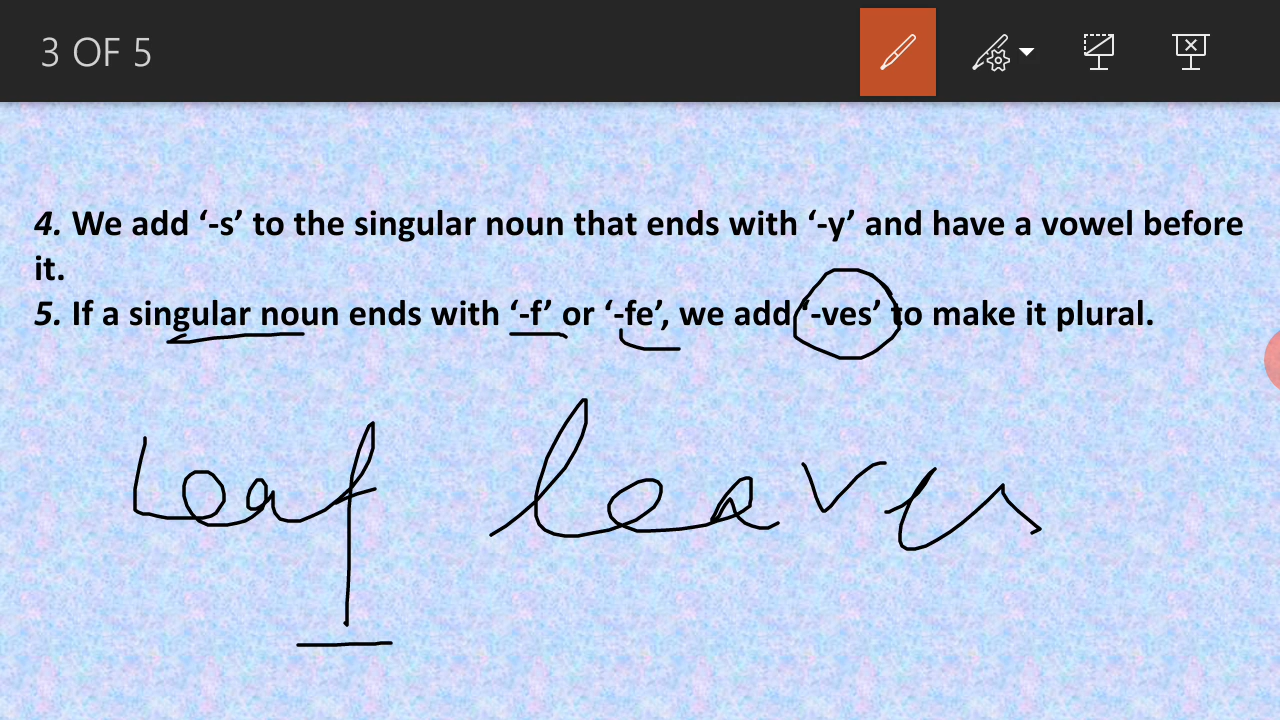 3 OF 5
4. We add ‘-s’ to the singular noun that ends with ‘-y’ and have a vowel before
it.
5. If a singular noun ends with ‘-f’ or ‘-fe’, we add ‘-ves’ to make it plural.
Leaf leaves